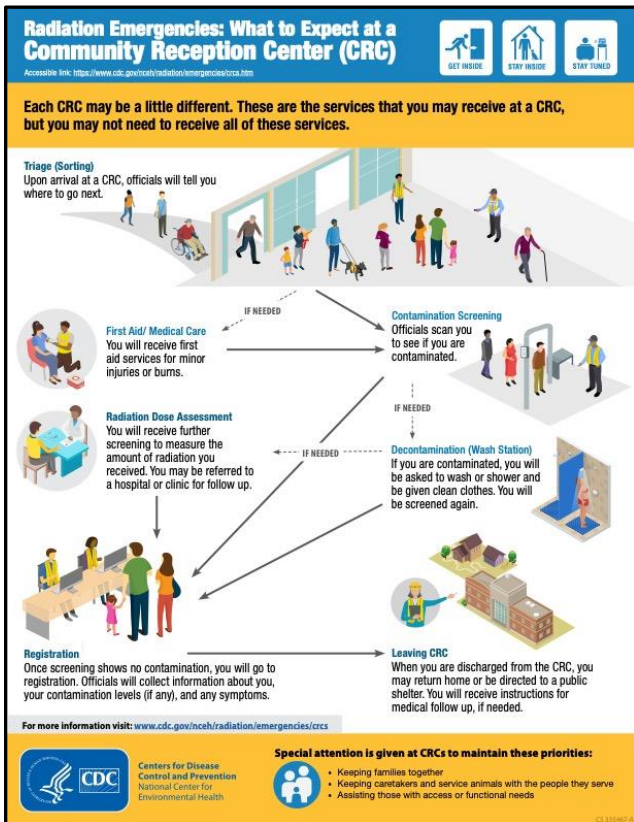 Radiation Emergencies: What to Expect at a
Community Reception Center (CRC)
Accessible link: https://www.cdc.gov/nceh/radiation/emergencies/crcs.htm
GET INSIDE
STAY INSIDE
STAY TUNED
Each CRC may be a little different. These are the services that you may receive at a CRC,
but you may not need to receive all of these services.
Triage (Sorting)
Upon arrival at a CRC, officials will tell you
where to go next.
IF NEEDED
First Aid/ Medical Care
You will receive first
aid services for minor
injuries or burns.
Contamination Screening
Officials scan you
to see if you are
contaminated.
IF NEEDED
Radiation Dose Assessment
You will receive further
screening to measure the
amount of radiation you
received. You may be referred to
a hospital or clinic for follow up.
IF NEEDED
Decontamination (Wash Station)
If you are contaminated, you will
be asked to wash or shower and
be given clean clothes. You will
be screened again.
Registration
Once screening shows no contamination, you will go to
registration. Officials will collect information about you,
your contamination levels (if any), and any symptoms.
Leaving CRC
When you are discharged from the CRC, you
may return home or be directed to a public
shelter. You will receive instructions for
medical follow up, if needed.
For more information visit: www.cdc.gov/nceh/radiation/emergencies/crcs
CDC
Centers for Disease
Control and Prevention
National Center for
Environmental Health
Special attention is given at CRCs to maintain these priorities:
• Keeping families together
• Keeping caretakers and service animals with the people they serve
• Assisting those with access or functional needs